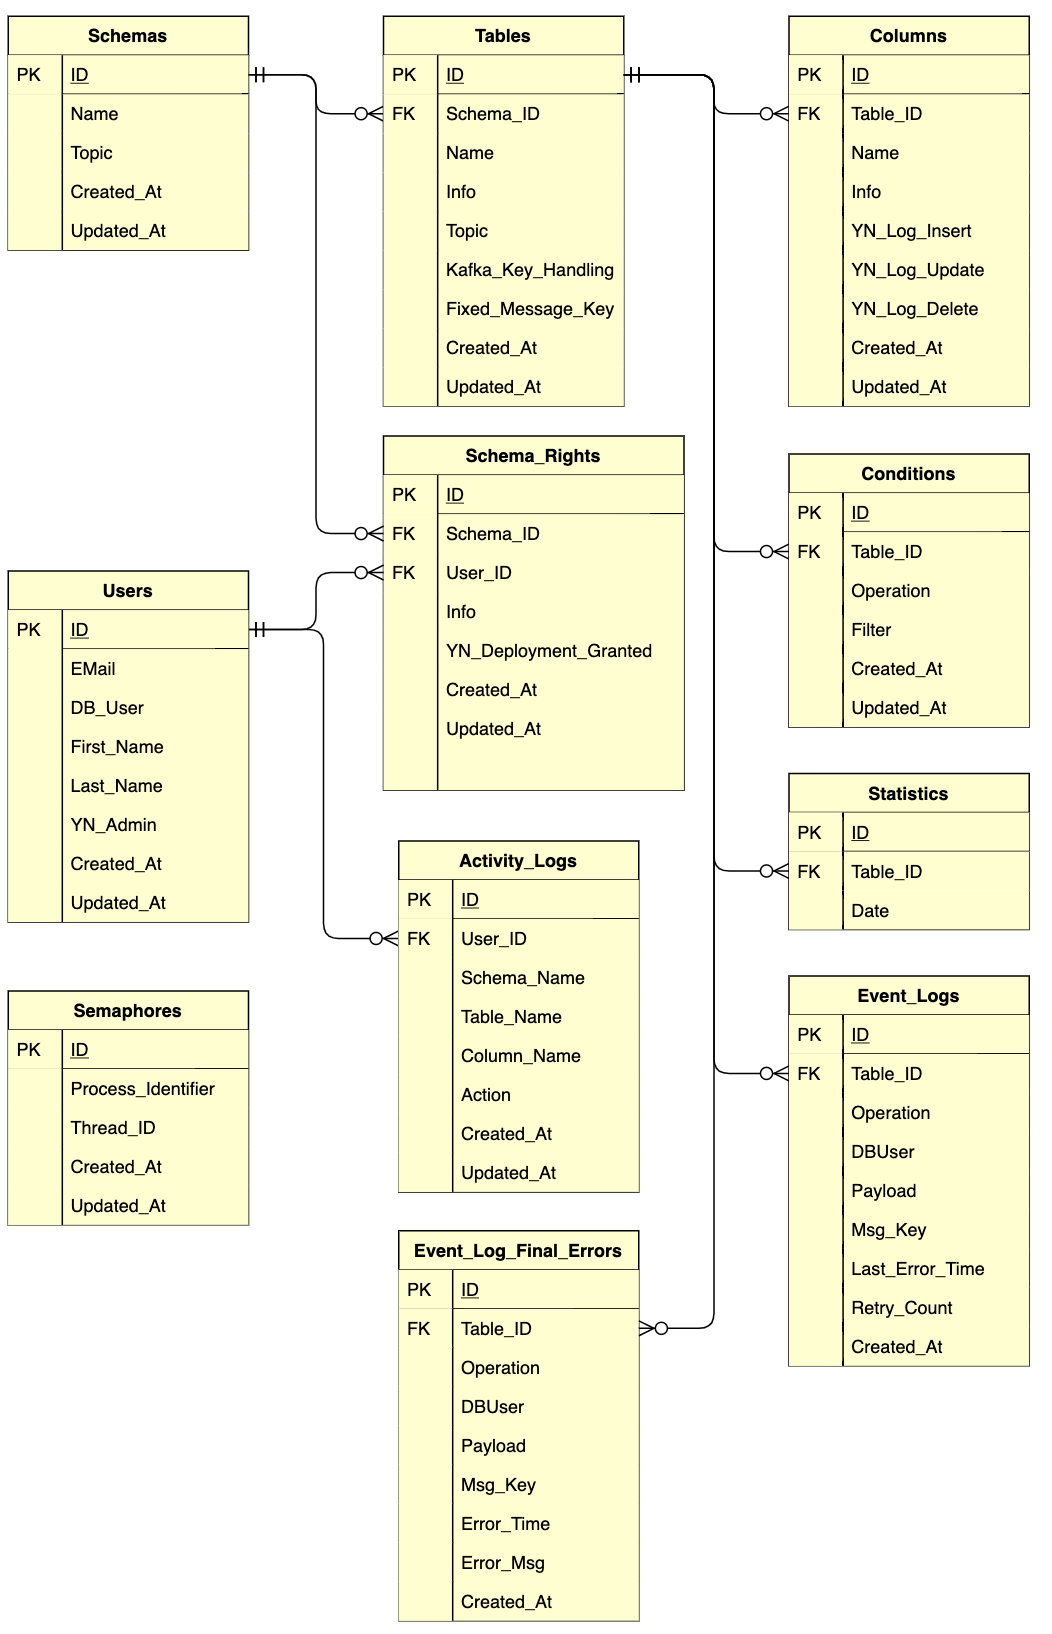 Schemas
PK ID
Name
Topic
Created_At
Updated_At
Tables
PK ID
FK Schema_ID
Name
Info
Topic
Kafka_Key_Handling
Fixed_Message_Key
Created_At
Updated_At
Columns
PK ID
FK Table_ID
Name
Info
YN_Log_Insert
YN_Log_Update
YN_Log_Delete
Created_At
Updated_At
Schema_Rights
PK ID
FK Schema_ID
FK User_ID
Info
YN_Deployment_Granted
Created_At
Updated_At
Conditions
PK ID
FK Table_ID
Operation
Filter
Created_At
Updated_At
Users
PK ID
EMail
DB_User
First_Name
Last_Name
YN_Admin
Created_At
Updated_At
Statistics
PK ID
FK Table_ID
Date
Activity_Logs
PK ID
FK User_ID
Schema_Name
Table_Name
Column_Name
Action
Created_At
Updated_At
Semaphores
PK ID
Process_Identifier
Thread_ID
Created_At
Updated_At
Event_Logs
PK ID
FK Table_ID
Operation
DBUser
Payload
Msg_Key
Last_Error_Time
Retry_Count
Created_At
Event_Log_Final_Errors
PK ID
FK Table_ID
Operation
DBUser
Payload
Msg_Key
Error_Time
Error_Msg
Created_At